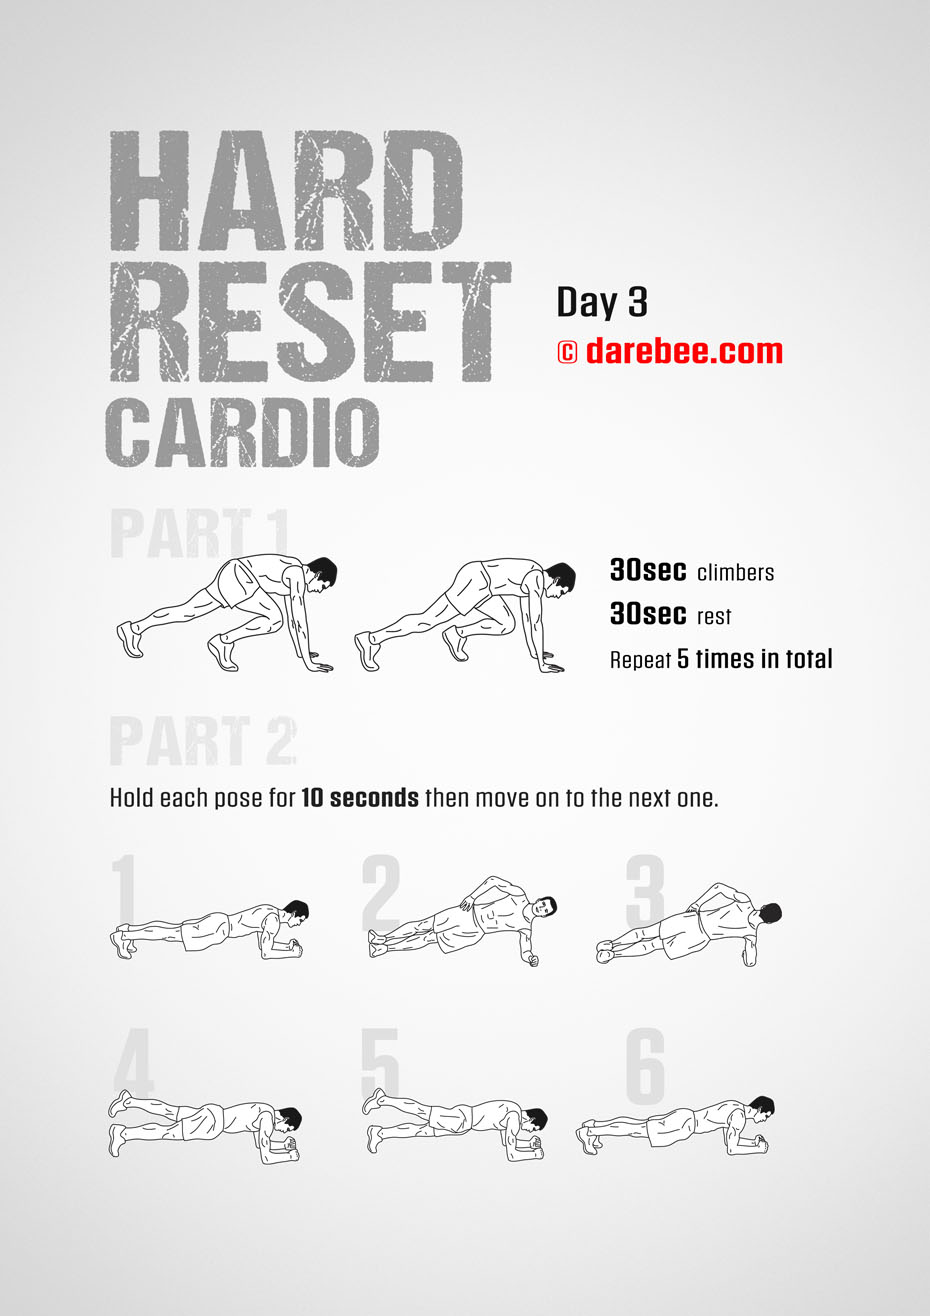 HARD
RESET
CARDIO
Day 3
© darebee.com
PART 1
30sec climbers
30sec rest
Repeat 5 times in total
PART 2
Hold each pose for 10 seconds then move on to the next one.
1
2
3
4
5
6